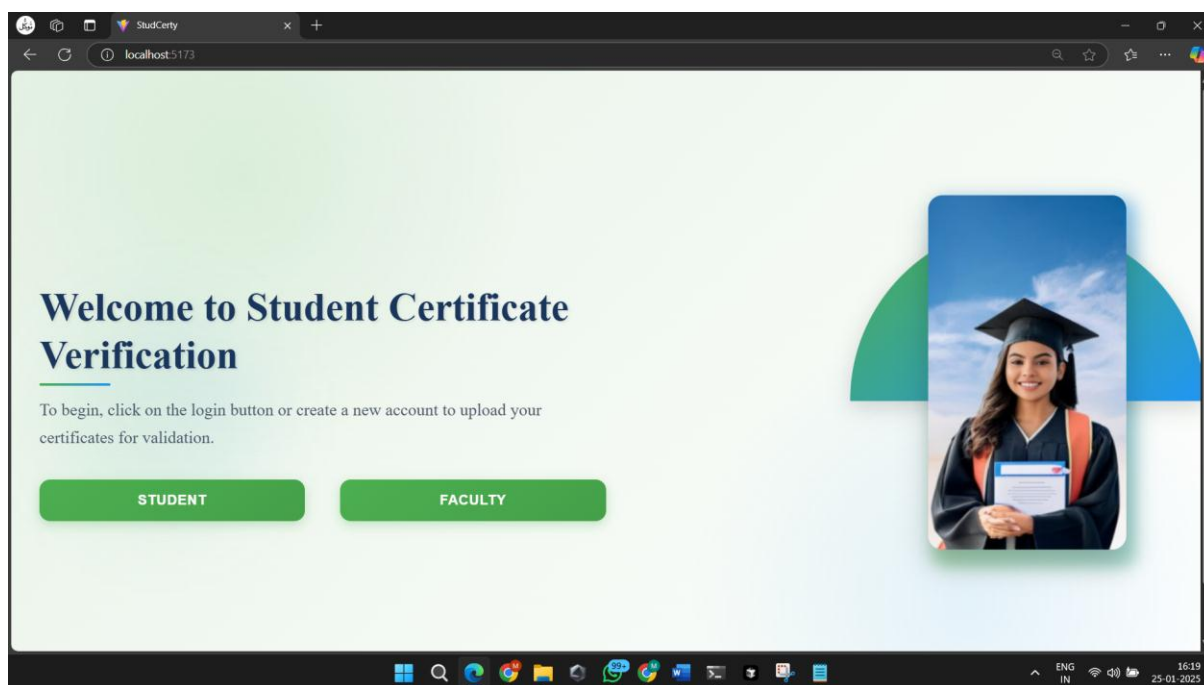 StudCerty
localhost:5173
Welcome to Student Certificate
Verification
To begin, click on the login button or create a new account to upload your
certificates for validation.
STUDENT
FACULTY
99+
ENG
IN
16:19
25-01-2025